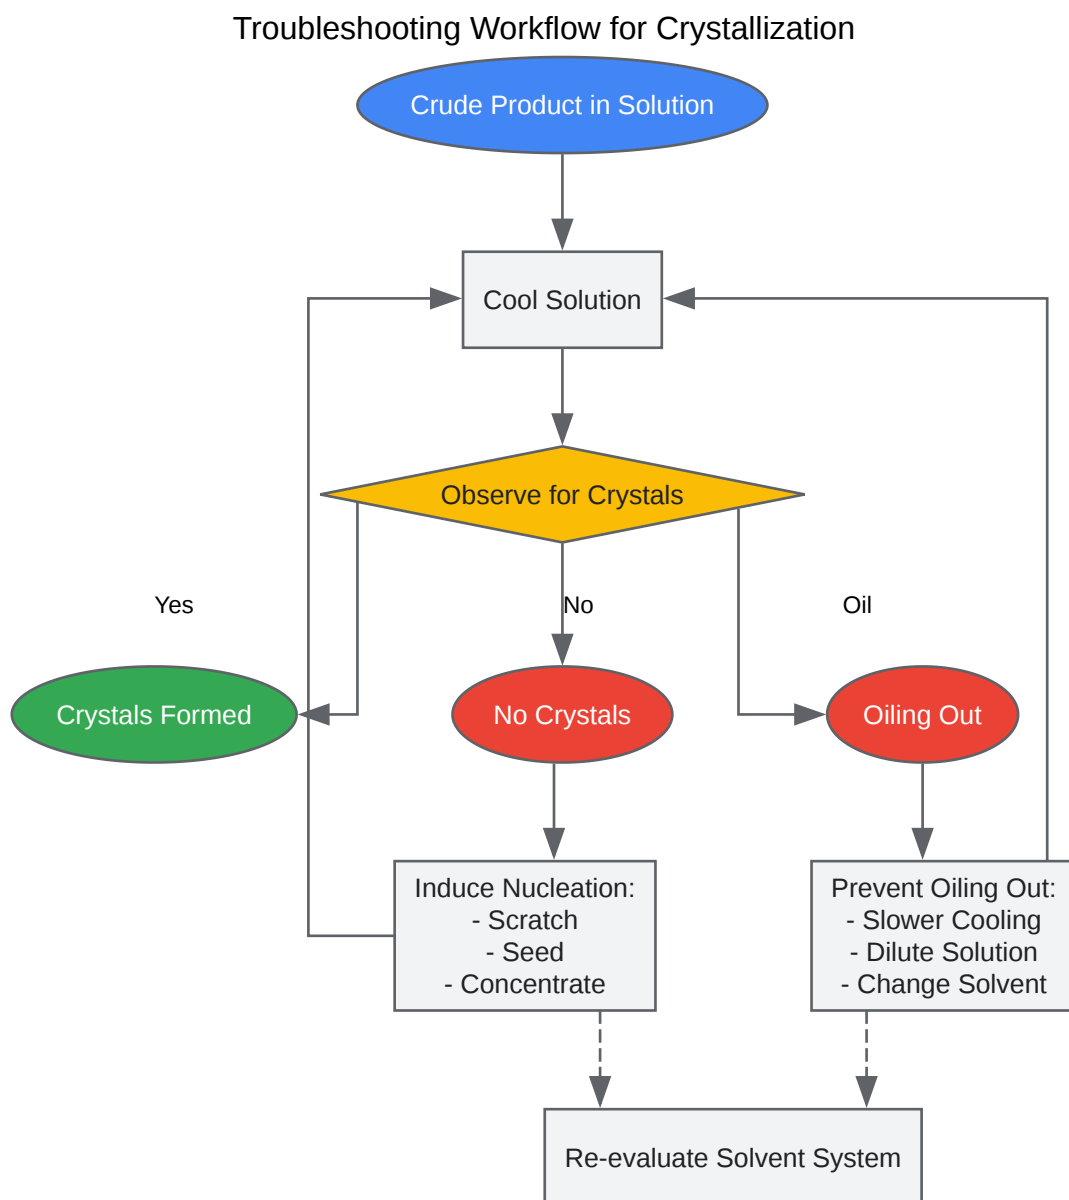 Troubleshooting Workflow for Crystallization
Crude Product in Solution
Cool Solution
Observe for Crystals
Yes
No
Oil
Crystals Formed
No Crystals
Oiling Out
Induce Nucleation:
- Scratch
- Seed
- Concentrate
Prevent Oiling Out:
- Slower Cooling
- Dilute Solution
- Change Solvent
Re-evaluate Solvent System